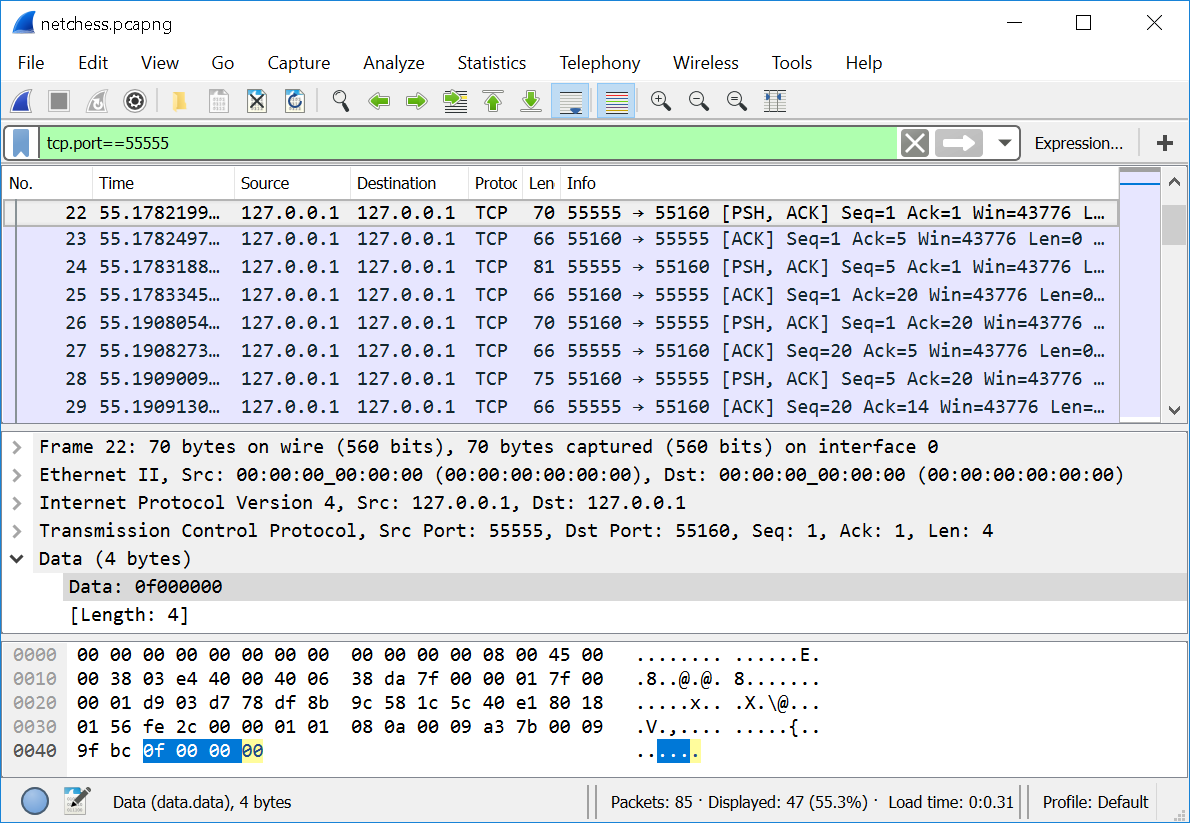 netchess.pcapng
File Edit View Go Capture Analyze Statistics Telephony Wireless Tools Help
tcp.port==55555 Expression... +
No. Time Source Destination Protoc Len Info
22 55.1782199… 127.0.0.1 127.0.0.1 TCP 70 55555 → 55160 [PSH, ACK] Seq=1 Ack=1 Win=43776 L…
23 55.1782497… 127.0.0.1 127.0.0.1 TCP 66 55160 → 55555 [ACK] Seq=1 Ack=5 Win=43776 Len=0 …
24 55.1783188… 127.0.0.1 127.0.0.1 TCP 81 55555 → 55160 [PSH, ACK] Seq=5 Ack=1 Win=43776 L…
25 55.1783345… 127.0.0.1 127.0.0.1 TCP 66 55160 → 55555 [ACK] Seq=1 Ack=20 Win=43776 Len=0…
26 55.1908054… 127.0.0.1 127.0.0.1 TCP 70 55160 → 55555 [PSH, ACK] Seq=1 Ack=20 Win=43776 …
27 55.1908273… 127.0.0.1 127.0.0.1 TCP 66 55555 → 55160 [ACK] Seq=20 Ack=5 Win=43776 Len=0…
28 55.1909009… 127.0.0.1 127.0.0.1 TCP 75 55160 → 55555 [PSH, ACK] Seq=5 Ack=20 Win=43776 …
29 55.1909130… 127.0.0.1 127.0.0.1 TCP 66 55555 → 55160 [ACK] Seq=20 Ack=14 Win=43776 Len=…
Frame 22: 70 bytes on wire (560 bits), 70 bytes captured (560 bits) on interface 0
Ethernet II, Src: 00:00:00_00:00:00 (00:00:00:00:00:00), Dst: 00:00:00_00:00:00 (00:00:00:00:00:00)
Internet Protocol Version 4, Src: 127.0.0.1, Dst: 127.0.0.1
Transmission Control Protocol, Src Port: 55555, Dst Port: 55160, Seq: 1, Ack: 1, Len: 4
Data (4 bytes)
Data: 0f000000
[Length: 4]
0000 00 00 00 00 00 00 00 00 00 00 00 00 08 00 45 00 ........ ......E.
0010 00 38 03 e4 40 00 40 06 38 da 7f 00 00 01 7f 00 .8..@.@. 8.......
0020 00 01 d9 03 d7 78 df 8b 9c 58 1c 5c 40 e1 80 18 .....x.. .X.\@...
0030 01 56 fe 2c 00 00 01 01 08 0a 00 09 a3 7b 00 09 .V.,.... .....{..
0040 9f bc 0f 00 00 00 ......
Data (data.data), 4 bytes Packets: 85 · Displayed: 47 (55.3%) · Load time: 0:0.31 Profile: Default